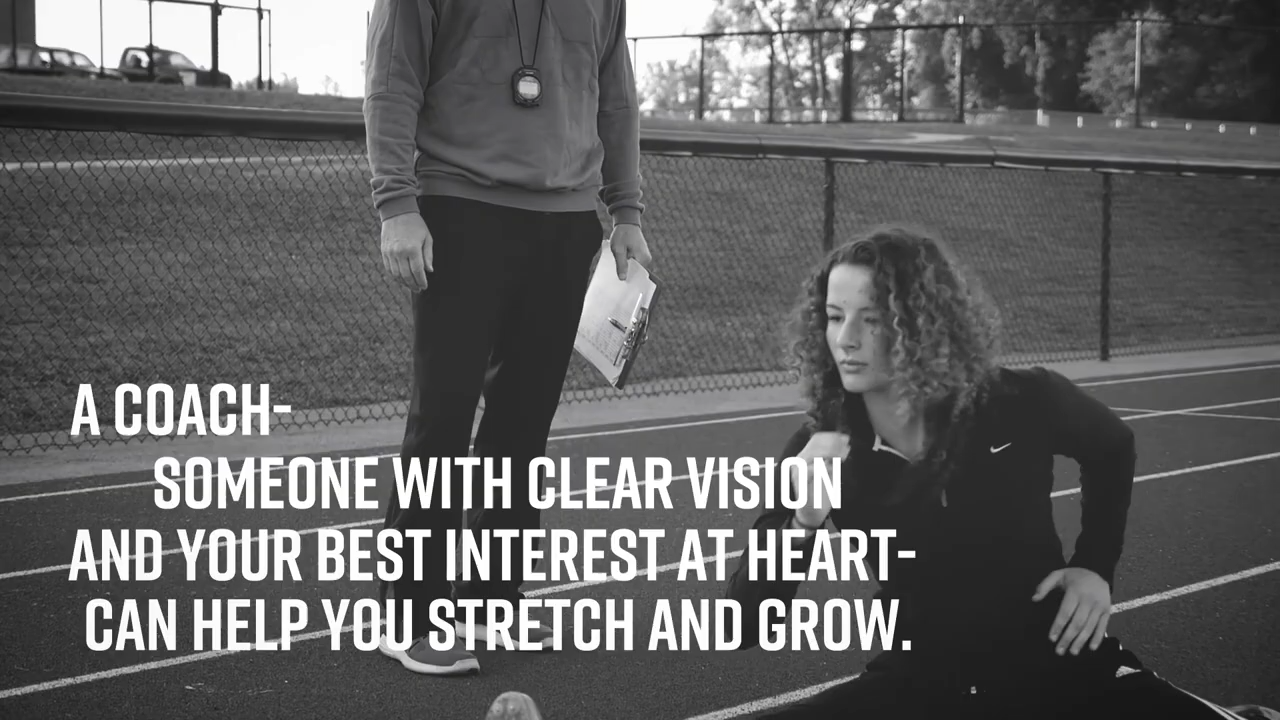 A COACH-
SOMEONE WITH CLEAR VISION
AND YOUR BEST INTEREST AT HEART-
CAN HELP YOU STRETCH AND GROW.